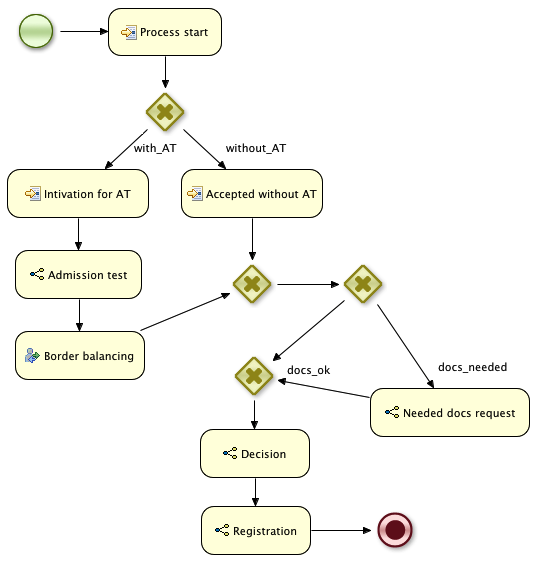 Process start
with_AT
without_AT
Intivation for AT
Accepted without AT
Admission test
Border balancing
docs_ok
docs_needed
Needed docs request
Decision
Registration